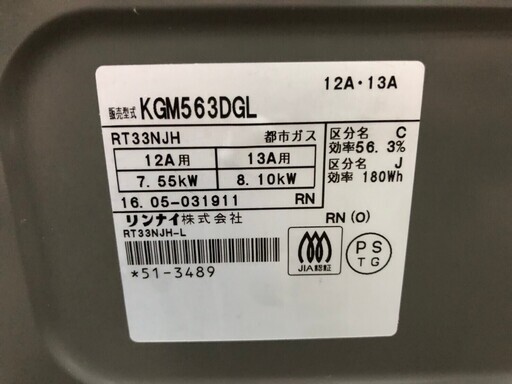 12A・13A
販売型式 KGM563DGL
RT33NJH 都市ガス
12A用 13A用
7.55kW 8.10kW
区分名 C
効率56.3%
区分名 J
効率 180Wh
16.05-031911 RN
リンナイ株式会社 RN(O)
RT33NJH-L
*51-3489
JIA認証
PS
TG